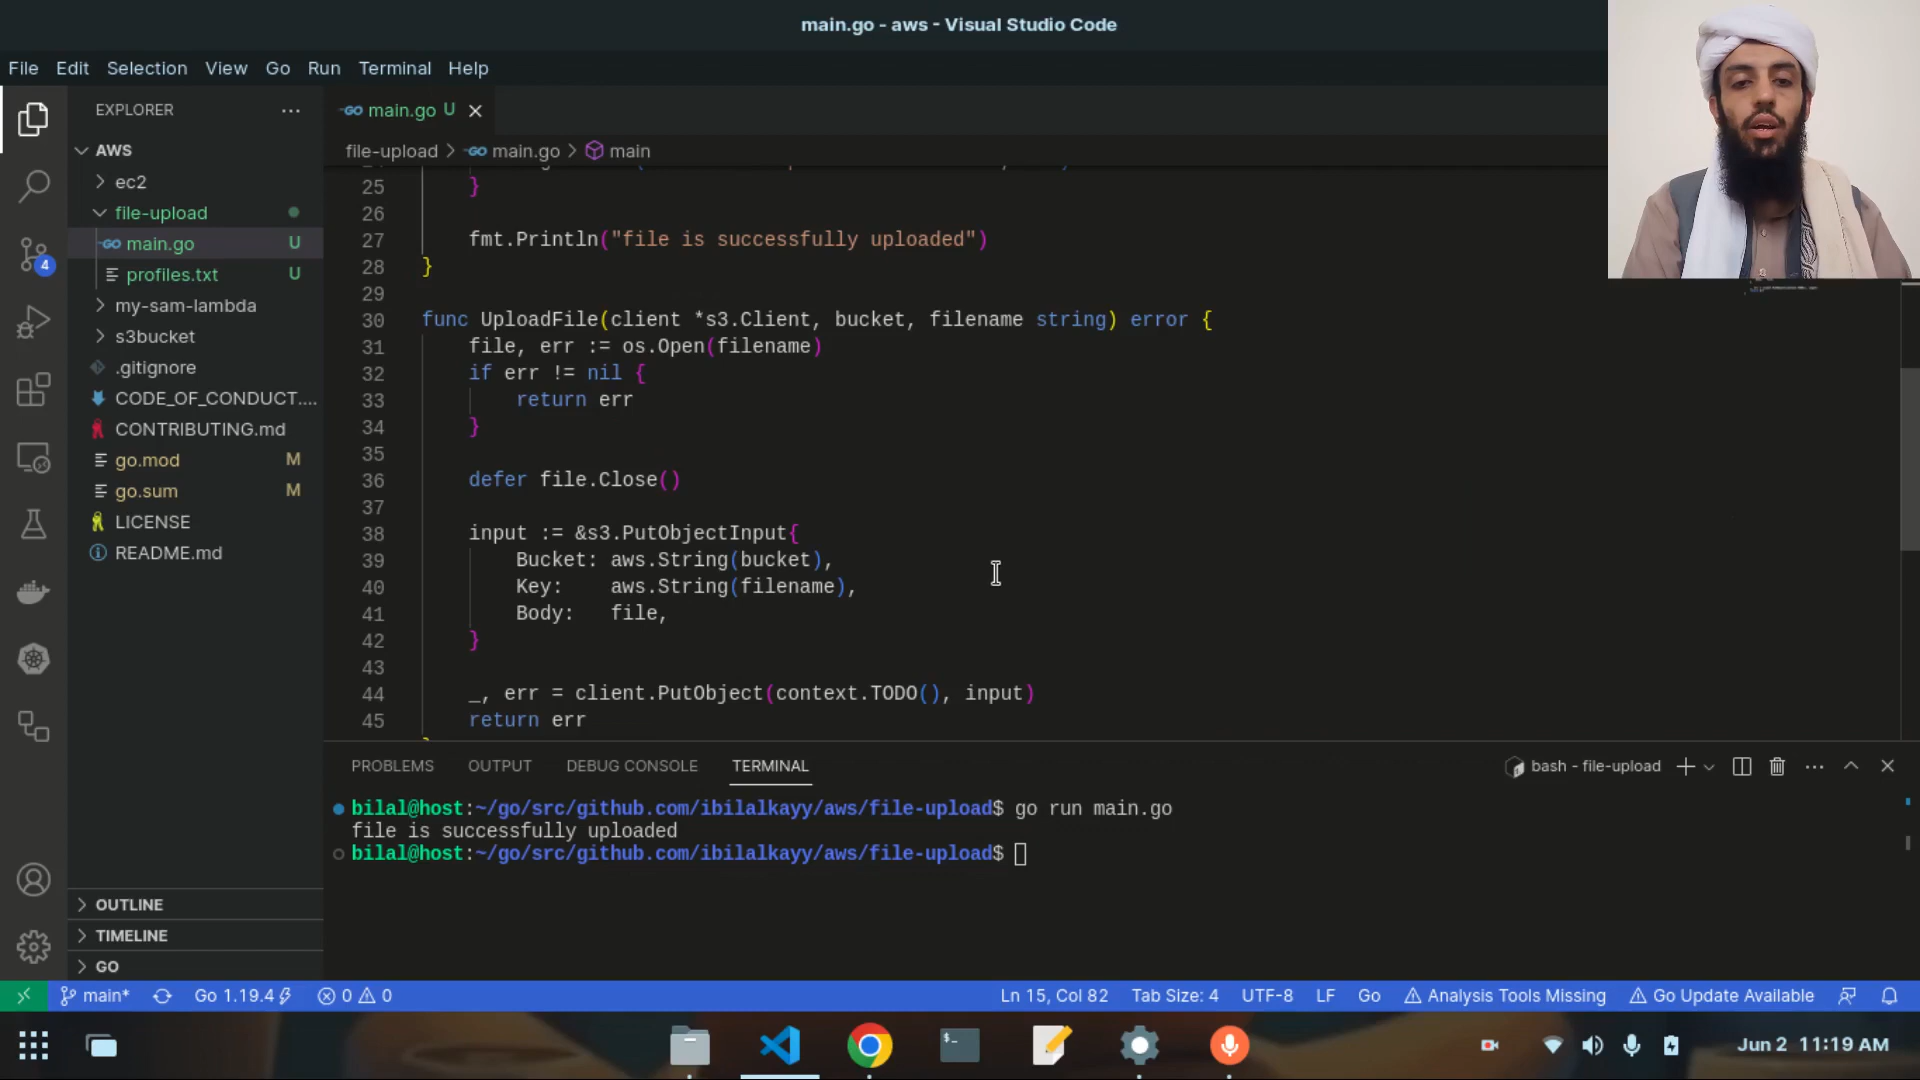 main.go - aws - Visual Studio Code
File Edit Selection View Go Run Terminal Help
EXPLORER
AWS
ec2
file-upload
main.go U
profiles.txt U
my-sam-lambda
s3bucket
.gitignore
CODE_OF_CONDUCT....
CONTRIBUTING.md
go.mod M
go.sum M
LICENSE
README.md
OUTLINE
TIMELINE
GO
4
GO main.go U
file-upload > GO main.go > main
25 }
26
27 fmt.Println("file is successfully uploaded")
28 }
29
30 func UploadFile(client *s3.Client, bucket, filename string) error {
31 file, err := os.Open(filename)
32 if err != nil {
33 return err
34 }
35
36 defer file.Close()
37
38 input := &s3.PutObjectInput{
39 Bucket: aws.String(bucket),
40 Key: aws.String(filename),
41 Body: file,
42 }
43
44 _, err = client.PutObject(context.TODO(), input)
45 return err
PROBLEMS OUTPUT DEBUG CONSOLE TERMINAL bash - file-upload
bilal@host:~/go/src/github.com/ibilalkayy/aws/file-upload$ go run main.go
file is successfully uploaded
bilal@host:~/go/src/github.com/ibilalkayy/aws/file-upload$
main* Go 1.19.4 0 0 Ln 15, Col 82 Tab Size: 4 UTF-8 LF Go Analysis Tools Missing Go Update Available
Jun 2 11:19 AM